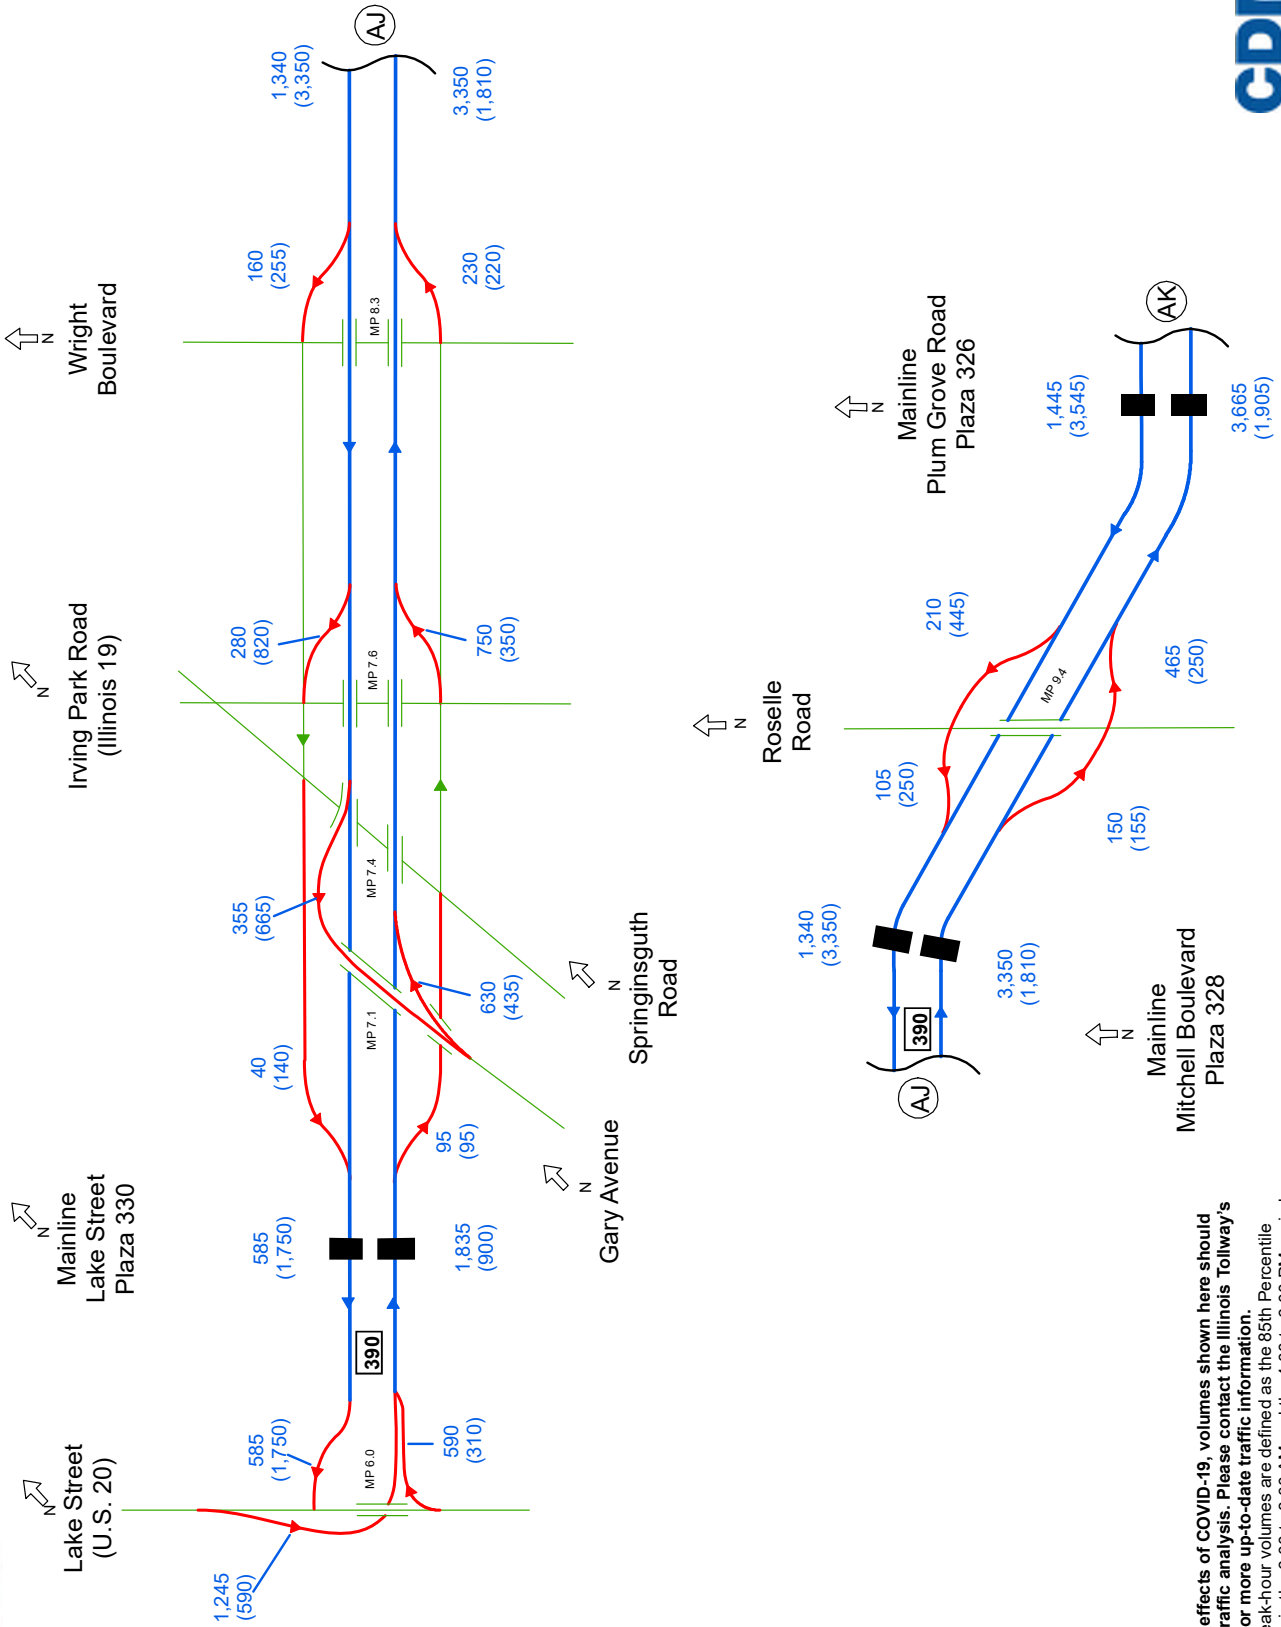 Lake Street
(U.S. 20)
N
1,245
(590)
585
(1,750)
MP 6.0
590
(310)
390
Mainline
Lake Street
Plaza 330
N
585
(1,750)
1,835
(900)
40
(140)
95
(95)
MP 7.1
Gary Avenue
N
355
(665)
MP 7.4
630
(435)
Springinsguth
Road
N
Irving Park Road
(Illinois 19)
N
280
(820)
MP 7.6
750
(350)
Wright
Boulevard
N
160
(255)
MP 8.3
230
(220)
1,340
(3,350)
3,350
(1,810)
AJ
AJ
390
Mainline
Mitchell Boulevard
Plaza 328
N
1,340
(3,350)
3,350
(1,810)
Roselle
Road
N
105
(250)
150
(155)
MP 9.4
210
(445)
465
(250)
Mainline
Plum Grove Road
Plaza 326
N
1,445
(3,545)
3,665
(1,905)
AK
effects of COVID-19, volumes shown here should
raffic analysis. Please contact the Illinois Tollway's
or more up-to-date traffic information.
eak-hour volumes are defined as the 85th Percentile
CD